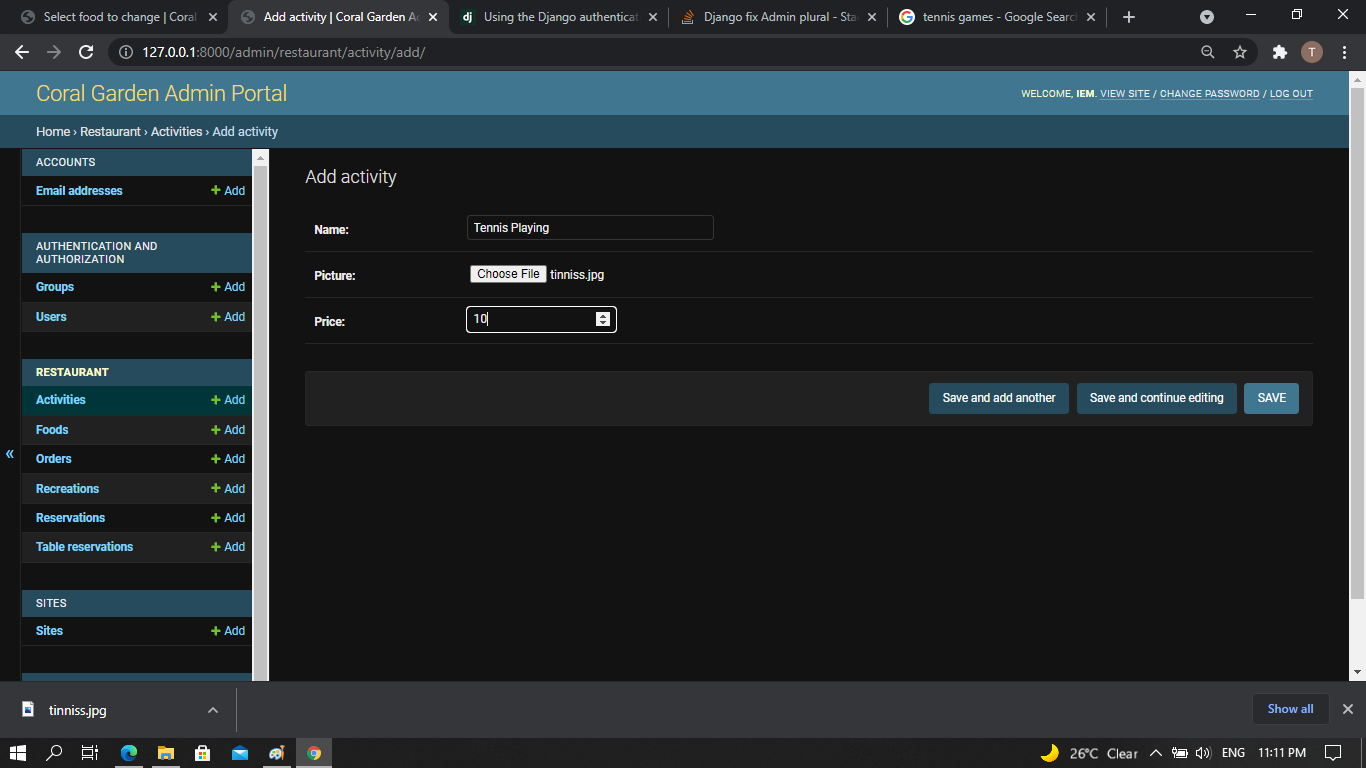 Select food to change | Coral
Add activity | Coral Garden A
Using the Django authenticat
Django fix Admin plural - Sta
tennis games - Google Search
127.0.0.1:8000/admin/restaurant/activity/add/
T
Coral Garden Admin Portal
WELCOME, IEM. VIEW SITE / CHANGE PASSWORD / LOG OUT
Home › Restaurant › Activities › Add activity
ACCOUNTS
Email addresses + Add
AUTHENTICATION AND
AUTHORIZATION
Groups + Add
Users + Add
RESTAURANT
Activities + Add
Foods + Add
Orders + Add
Recreations + Add
Reservations + Add
Table reservations + Add
SITES
Sites + Add
«
Add activity
Name: Tennis Playing
Picture: Choose File tinniss.jpg
Price: 10
Save and add another Save and continue editing SAVE
tinniss.jpg
Show all
26°C Clear ENG 11:11 PM